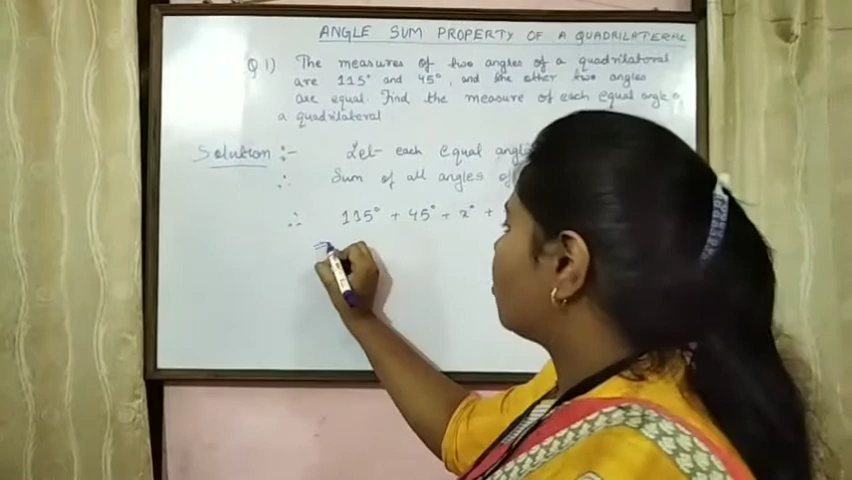 ANGLE SUM PROPERTY OF A QUADRILATERAL
Q1) The measures of two angles of a quadrilateral
are 115° and 45°, and the other two angles
are equal. Find the measure of each equal angle
a quadrilateral
Solution :- Let each equal angle
∴ Sum of all angles of
∴ 115° + 45° + x° +
⇒